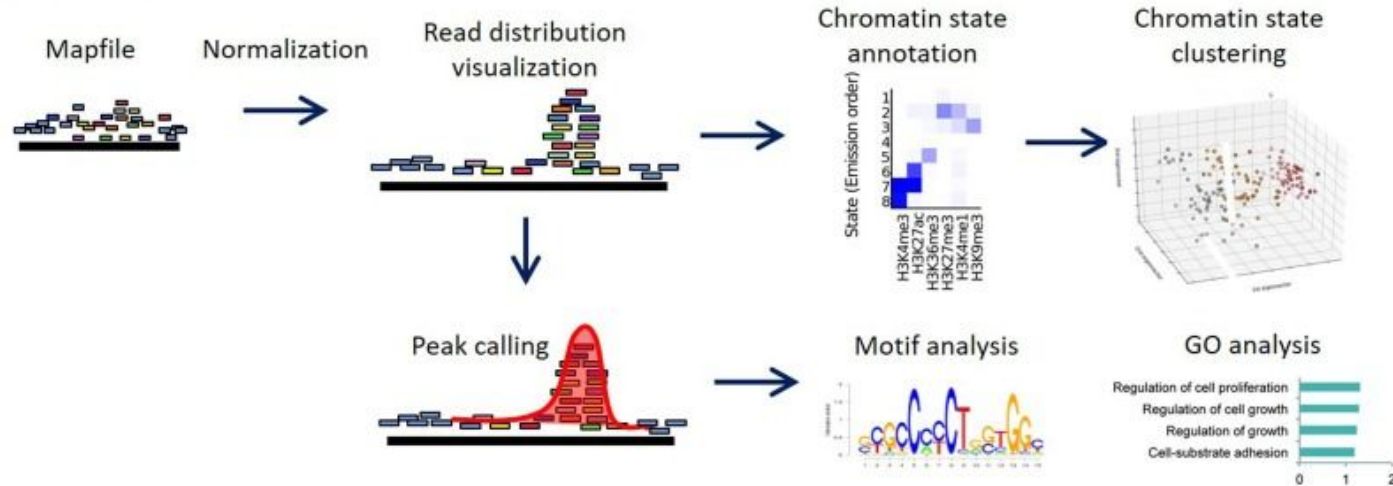 Mapfile
Normalization
Read distribution
visualization
Chromatin state
annotation
Chromatin state
clustering
State (Emission order)
1
2
3
4
5
6
7
8
H3K4me3
H3K27ac
H3K36me3
H3K27me3
H3K4me1
H3K9me3
Peak calling
Motif analysis
GO analysis
Regulation of cell proliferation
Regulation of cell growth
Regulation of growth
Cell-substrate adhesion
0 1 2